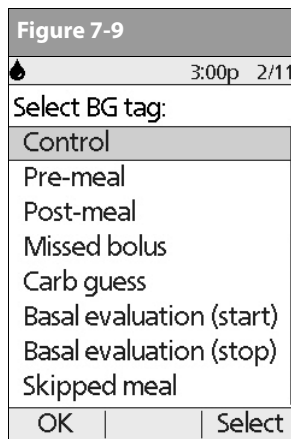 Figure 7-9
3:00p 2/11
Select BG tag:
Control
Pre-meal
Post-meal
Missed bolus
Carb guess
Basal evaluation (start)
Basal evaluation (stop)
Skipped meal
OK Select